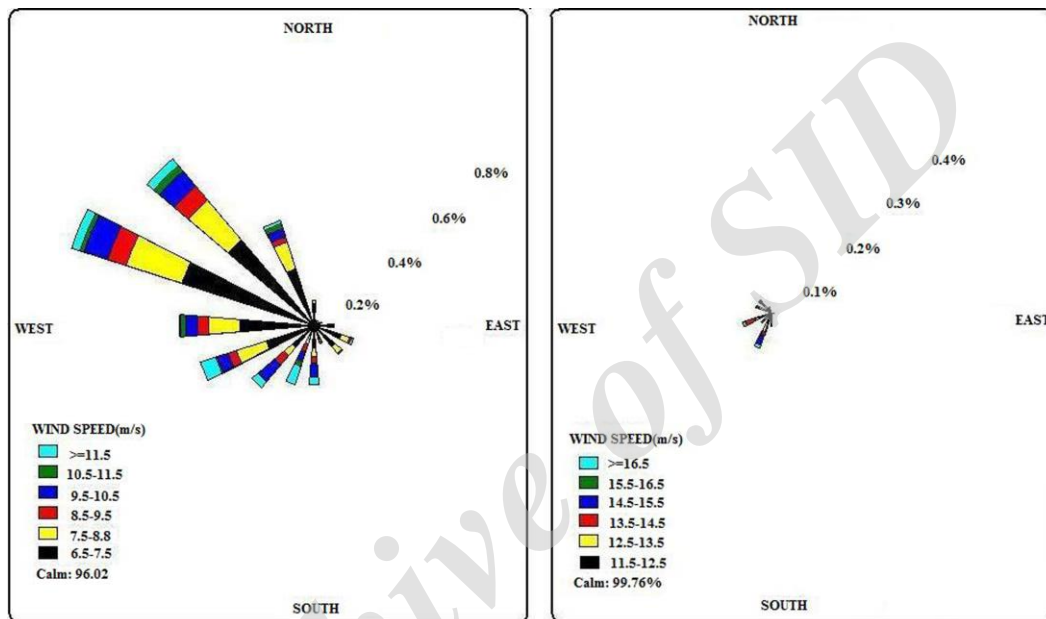 NORTH
0.8%
0.6%
0.4%
0.2%
WEST
EAST
WIND SPEED(m/s)
>=11.5
10.5-11.5
9.5-10.5
8.5-9.5
7.5-8.8
6.5-7.5
Calm: 96.02
SOUTH
NORTH
0.4%
0.3%
0.2%
0.1%
WEST
EAST
WIND SPEED(m/s)
>=16.5
15.5-16.5
14.5-15.5
13.5-14.5
12.5-13.5
11.5-12.5
Calm: 99.76%
SOUTH
ive of SID